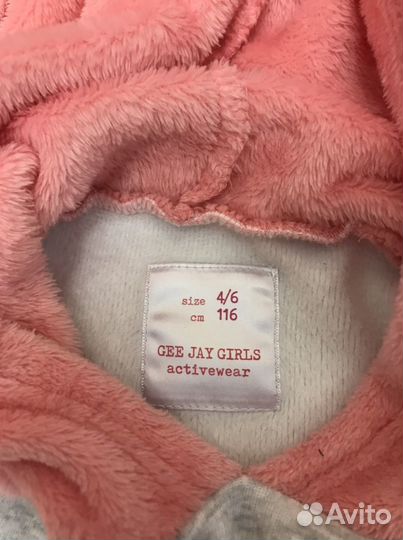 size 4/6
cm 116
GEE JAY GIRLS
activewear
Avito